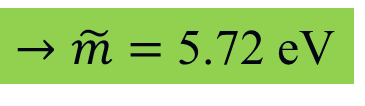 → m̃ = 5.72 eV